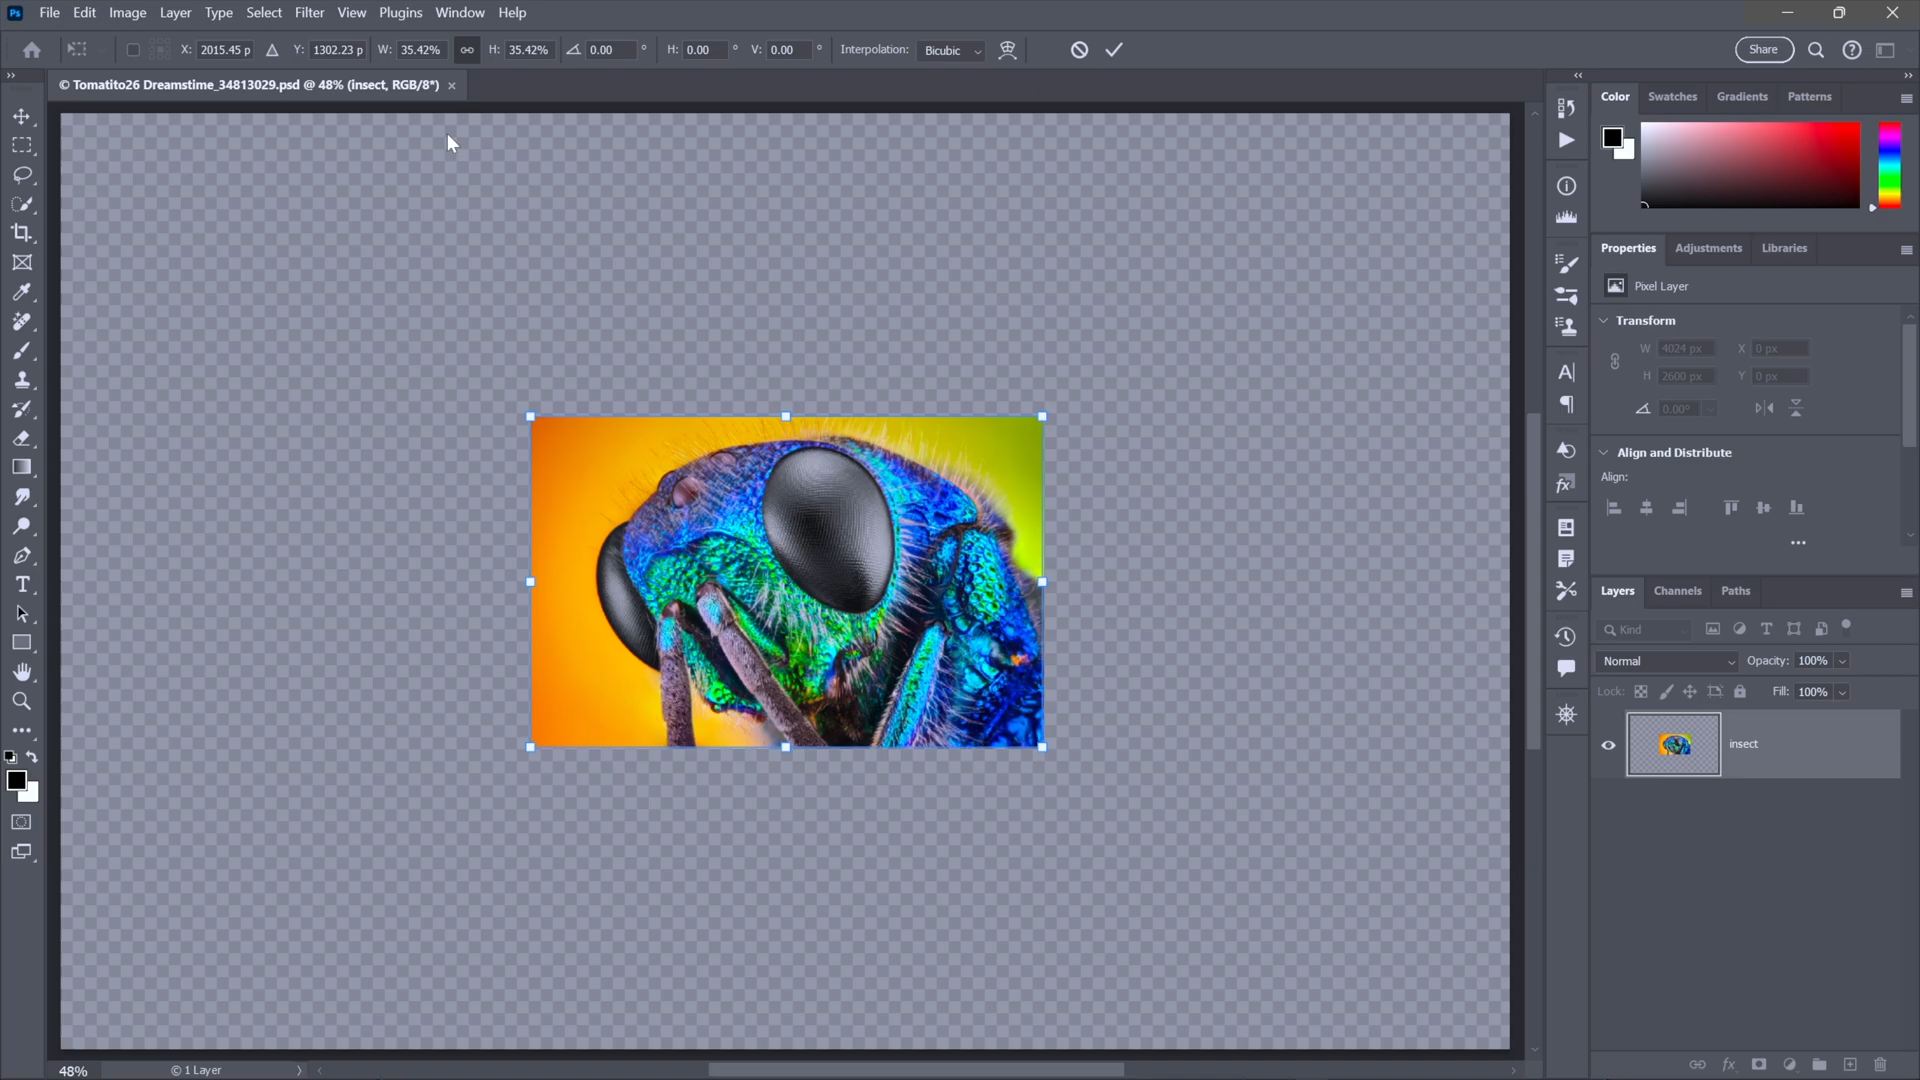 Ps File Edit Image Layer Type Select Filter View Plugins Window Help
X: 2015.45 p Y: 1302.23 p W: 35.42% H: 35.42% 0.00 ° H: 0.00 ° V: 0.00 ° Interpolation: Bicubic Share
© Tomatito26 Dreamstime_34813029.psd @ 48% (insect, RGB/8*) ×
Color Swatches Gradients Patterns
Properties Adjustments Libraries
Pixel Layer
Transform
W 4024 px X 0 px
H 2600 px Y 0 px
0.00°
Align and Distribute
Align:
Layers Channels Paths
Kind
Normal Opacity: 100%
Lock: Fill: 100%
insect
48% © 1 Layer